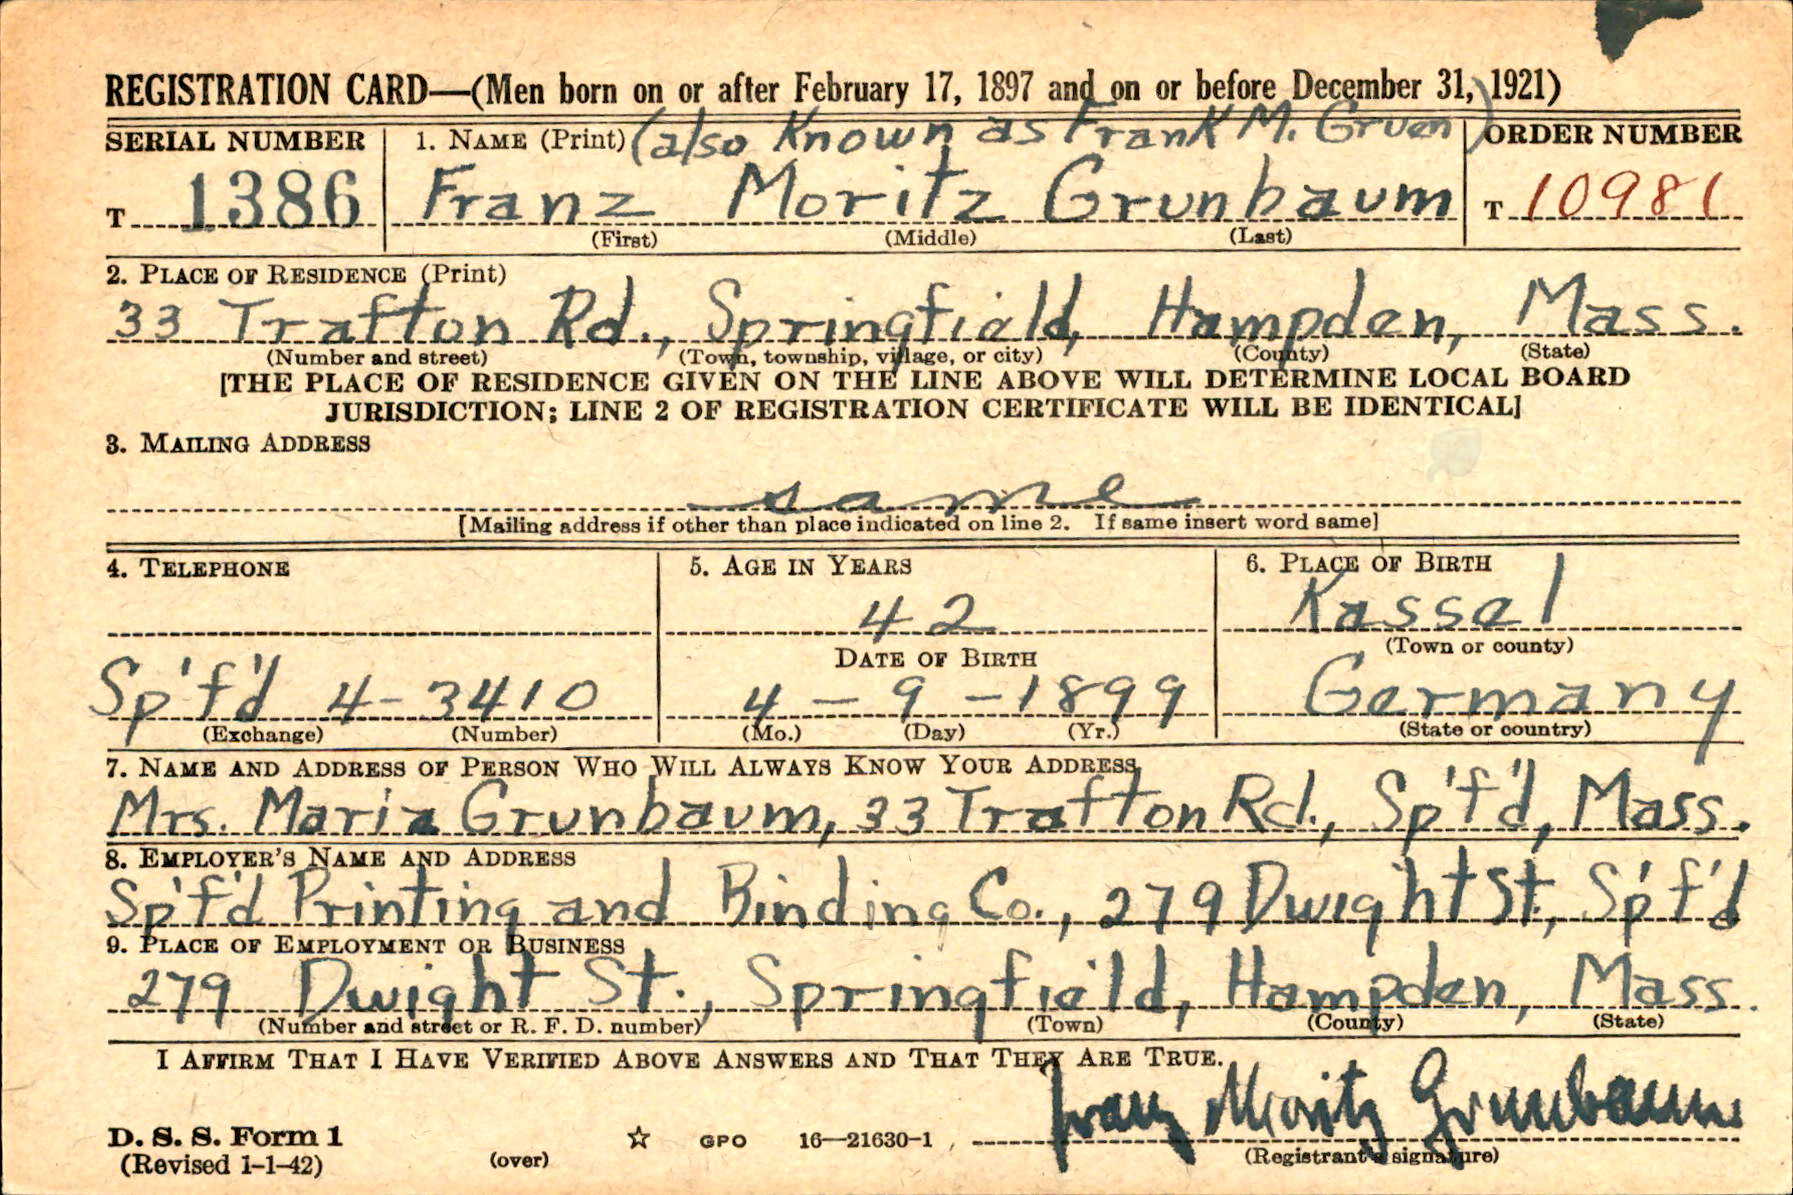 REGISTRATION CARD—(Men born on or after February 17, 1897 and on or before December 31, 1921)
SERIAL NUMBER 1. NAME (Print) (also Known as Frank M. Gruen) ORDER NUMBER
T 1386 Franz Moritz Grunbaum T 10981
(First) (Middle) (Last)
2. PLACE OF RESIDENCE (Print)
33 Trafton Rd., Springfield, Hampden, Mass.
(Number and street) (Town, township, village, or city) (County) (State)
[THE PLACE OF RESIDENCE GIVEN ON THE LINE ABOVE WILL DETERMINE LOCAL BOARD
JURISDICTION; LINE 2 OF REGISTRATION CERTIFICATE WILL BE IDENTICAL]
3. MAILING ADDRESS
same
[Mailing address if other than place indicated on line 2. If same insert word same]
4. TELEPHONE 5. AGE IN YEARS 6. PLACE OF BIRTH
42 Kassel
DATE OF BIRTH (Town or county)
Sp'f'd 4-3410 4-9-1899 Germany
(Exchange) (Number) (Mo.) (Day) (Yr.) (State or country)
7. NAME AND ADDRESS OF PERSON WHO WILL ALWAYS KNOW YOUR ADDRESS
Mrs. Maria Grunbaum, 33 Trafton Rd., Sp'f'd, Mass.
8. EMPLOYER'S NAME AND ADDRESS
Sp'f'd Printing and Binding Co., 279 Dwight St., Sp'f'd
9. PLACE OF EMPLOYMENT OR BUSINESS
279 Dwight St., Springfield, Hampden, Mass.
(Number and street or R. F. D. number) (Town) (County) (State)
I AFFIRM THAT I HAVE VERIFIED ABOVE ANSWERS AND THAT THEY ARE TRUE.
Franz Moritz Grunbaum
D. S. S. Form 1 GPO 16—21630-1
(Revised 1-1-42) (over) (Registrant's signature)